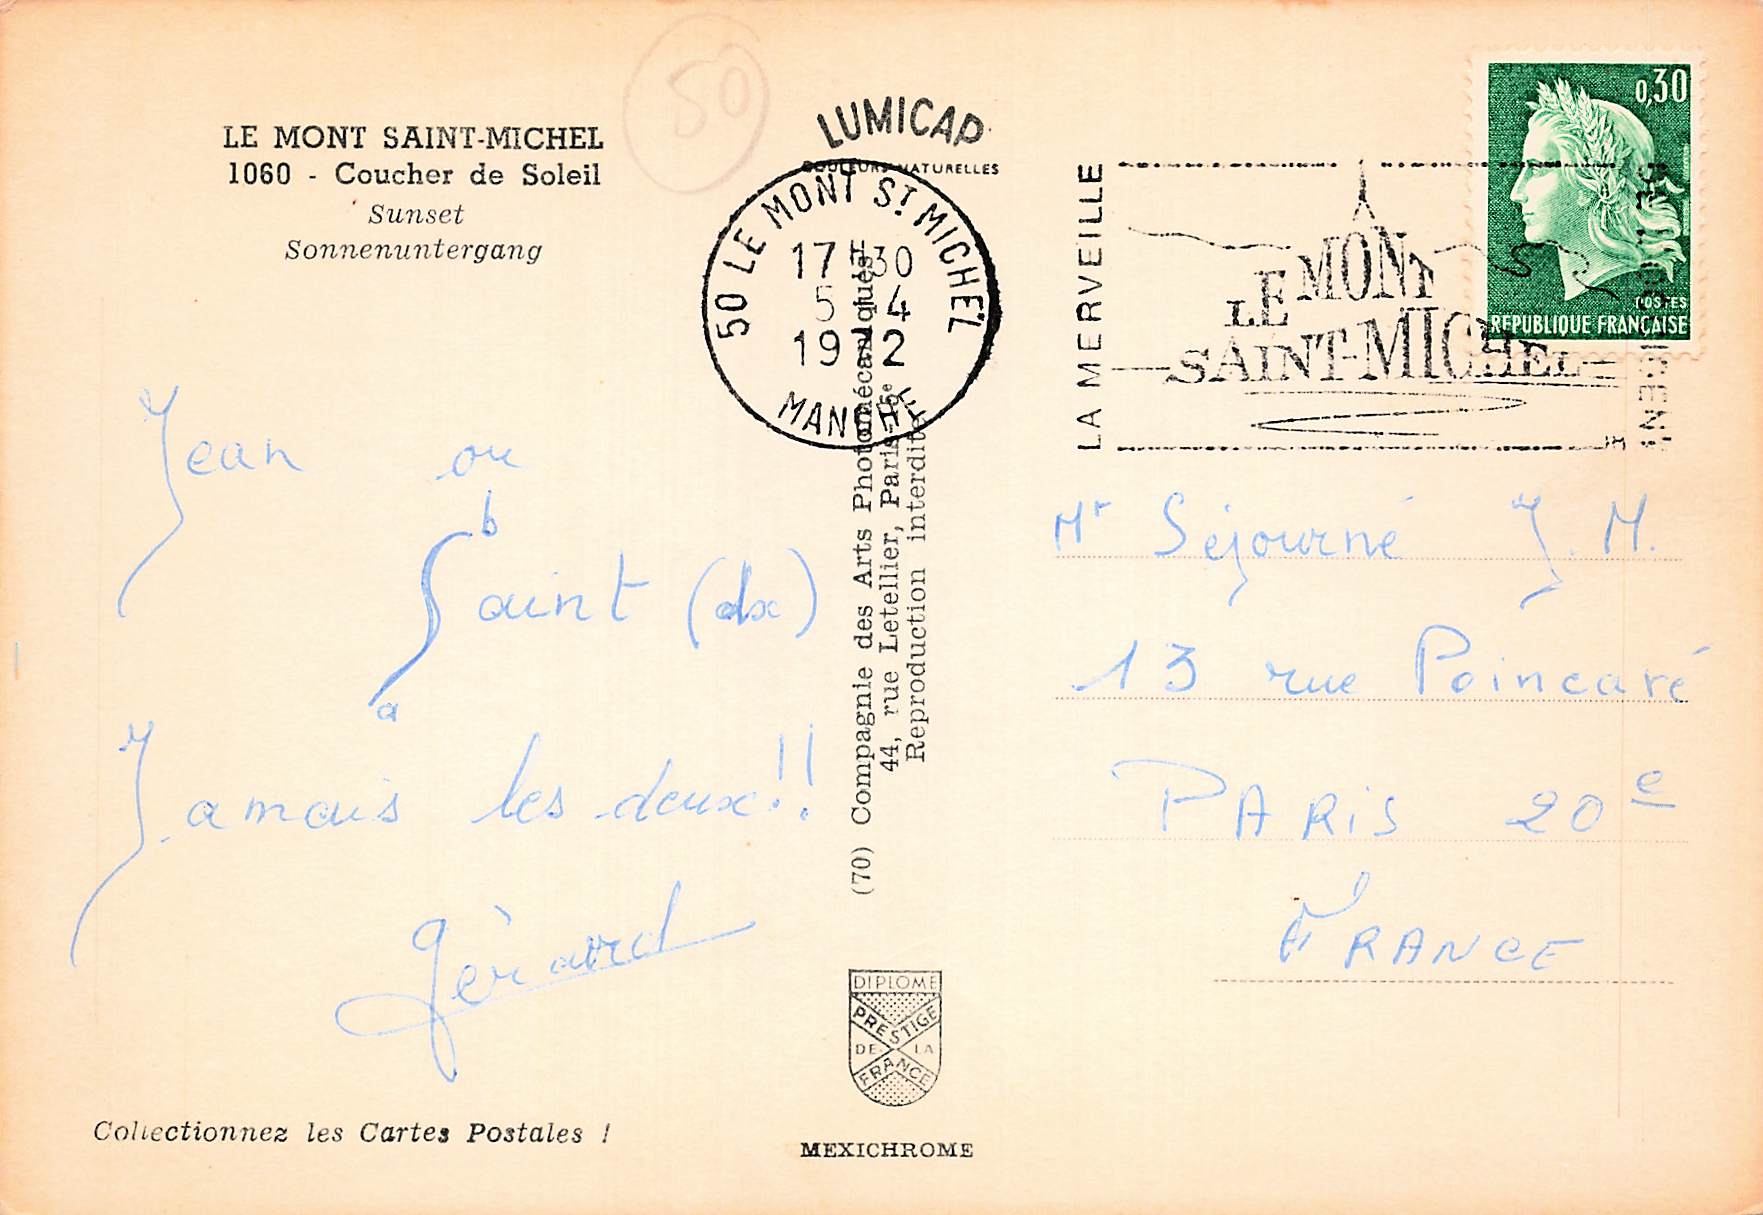 50
LE MONT SAINT-MICHEL
1060 - Coucher de Soleil
Sunset
Sonnenuntergang
LUMICAP
COULEURS NATURELLES
50 LE MONT ST MICHEL
17H30
5 4
1972
MANCHE
LA MERVEILLE
LE MONT
SAINT-MICHEL
0,30
POSTES
REPUBLIQUE FRANÇAISE
Jean ou
b
Saint (dx)
a
Jamais les deux!!
Gérard
(70) Compagnie des Arts Photomécaniques
44, rue Letellier, Paris 15e
Reproduction interdite
Mr Séjourné J. M.
13 rue Poincaré
PARIS 20e
FRANCE
DIPLOME
PRESTIGE
DE LA
FRANCE
Collectionnez les Cartes Postales !
MEXICHROME